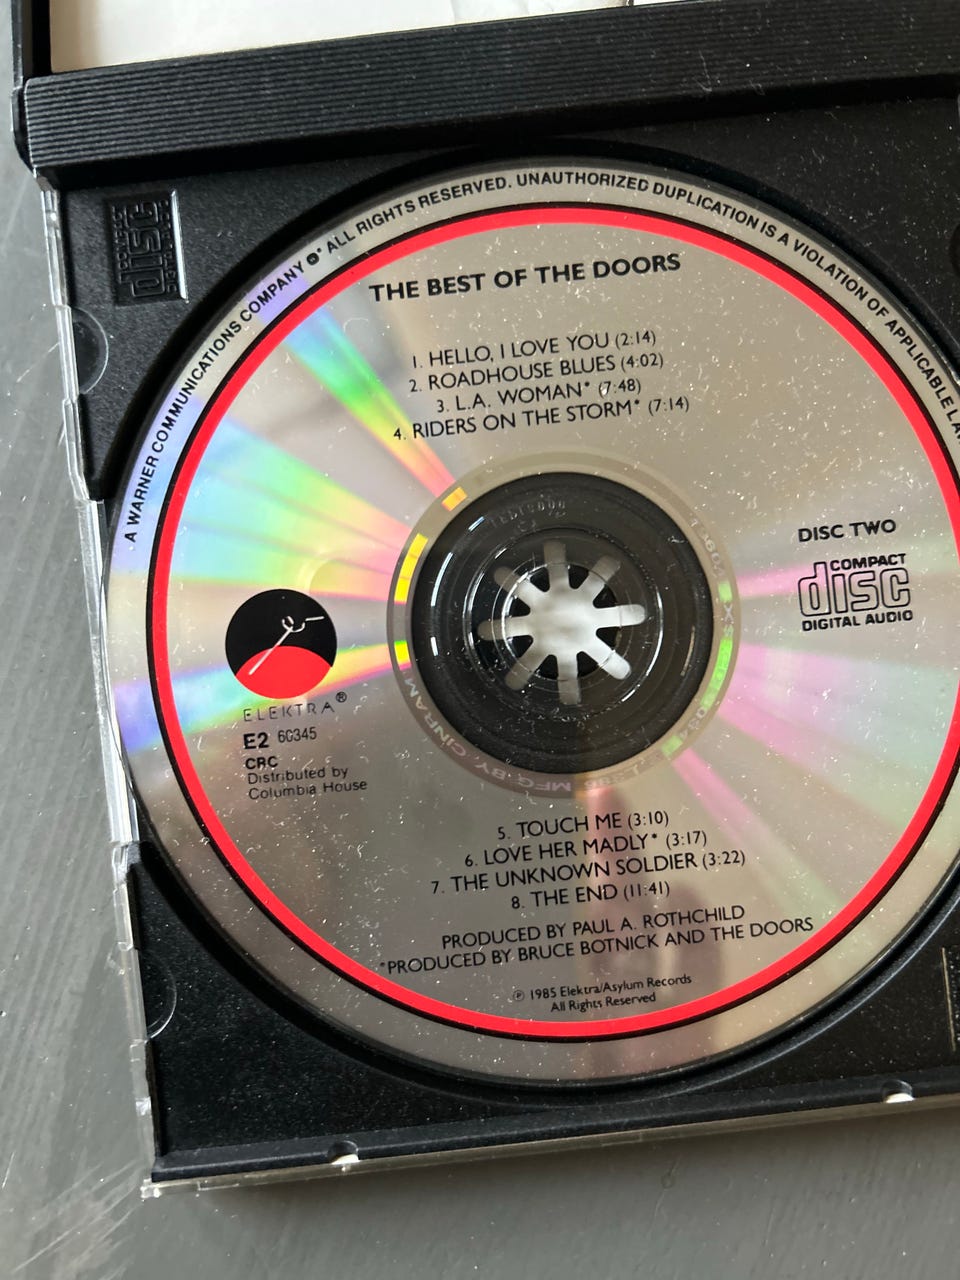 A WARNER COMMUNICATIONS COMPANY ℗* ALL RIGHTS RESERVED. UNAUTHORIZED DUPLICATION IS A VIOLATION OF APPLICABLE
THE BEST OF THE DOORS
1. HELLO, I LOVE YOU (2:14)
2. ROADHOUSE BLUES (4:02)
3. L.A. WOMAN* (7:48)
4. RIDERS ON THE STORM* (7:14)
DISC TWO
COMPACT
disc
DIGITAL AUDIO
ELEKTRA®
E2 60345
CRC
Distributed by
Columbia House
MFG. BY CINRAM
5. TOUCH ME (3:10)
6. LOVE HER MADLY* (3:17)
7. THE UNKNOWN SOLDIER (3:22)
8. THE END (11:41)
PRODUCED BY PAUL A. ROTHCHILD
*PRODUCED BY BRUCE BOTNICK AND THE DOORS
℗ 1985 Elektra/Asylum Records
All Rights Reserved
disc